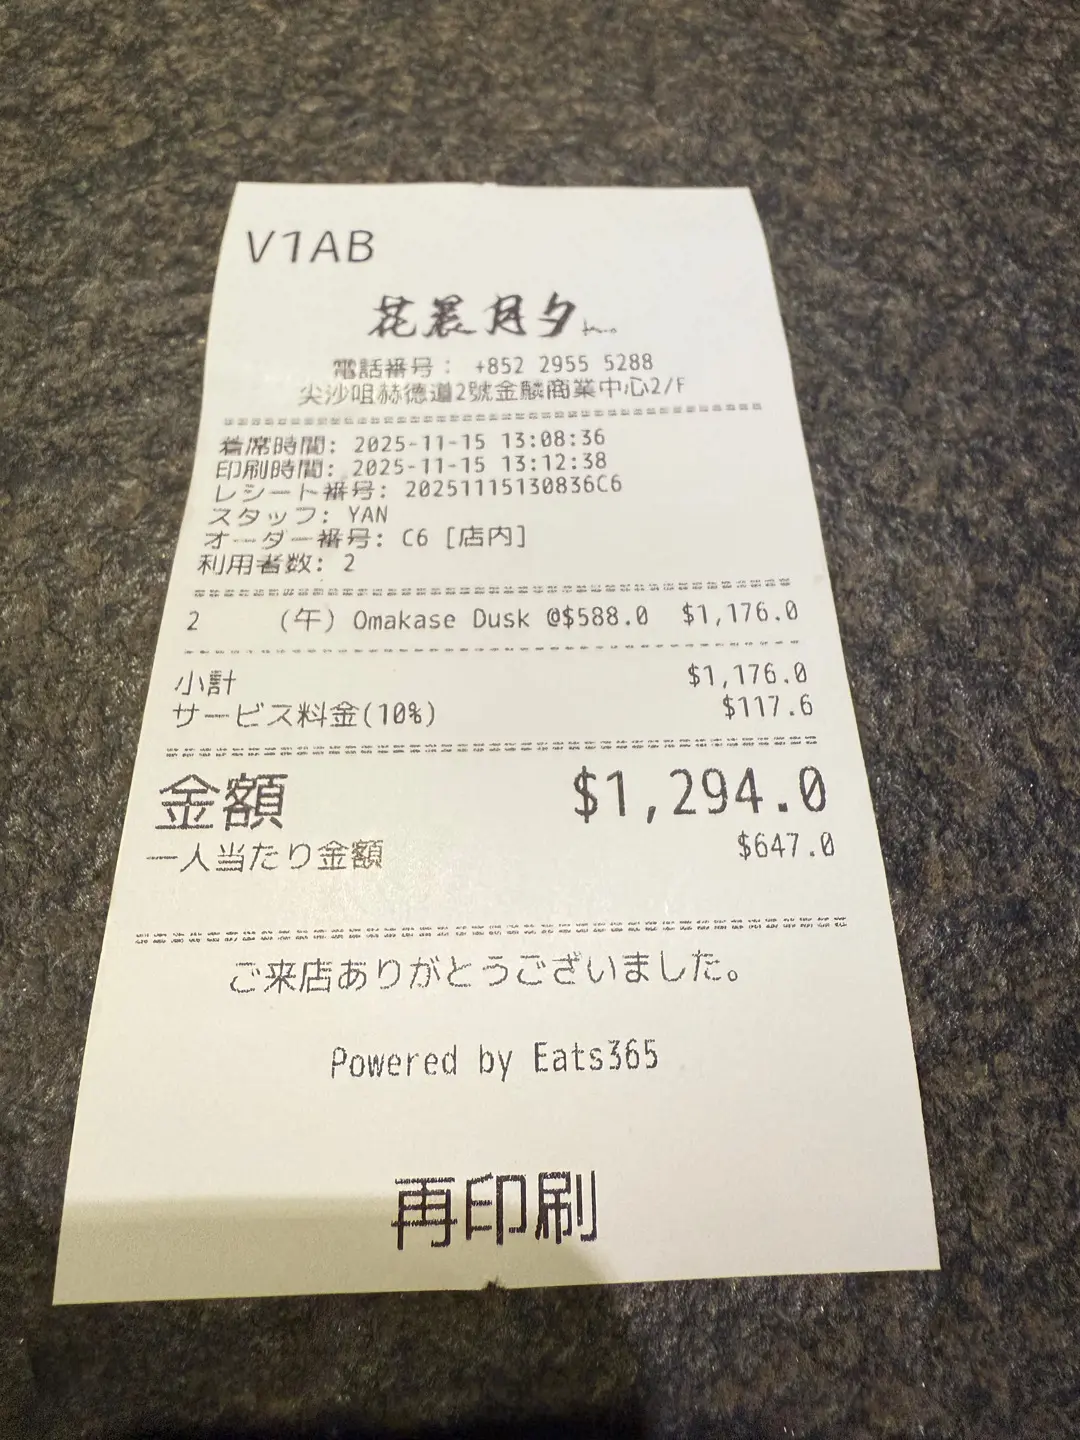 V1AB
花晨月夕
電話番号： +852 2955 5288
尖沙咀赫德道2號金麟商業中心2/F
着席時間: 2025-11-15 13:08:36
印刷時間: 2025-11-15 13:12:38
レシート番号: 20251115130836C6
スタッフ: YAN
オーダー番号: C6 [店内]
利用者数: 2
2 (午) Omakase Dusk @$588.0 $1,176.0
小計 $1,176.0
サービス料金(10%) $117.6
金額 $1,294.0
一人当たり金額 $647.0
ご来店ありがとうございました。
Powered by Eats365
再印刷